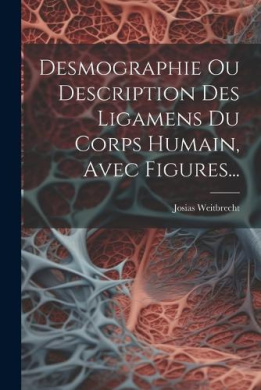 Desmographie Ou
Description Des
Ligamens Du
Corps Humain,
Avec Figures...
Josias Weitbrecht